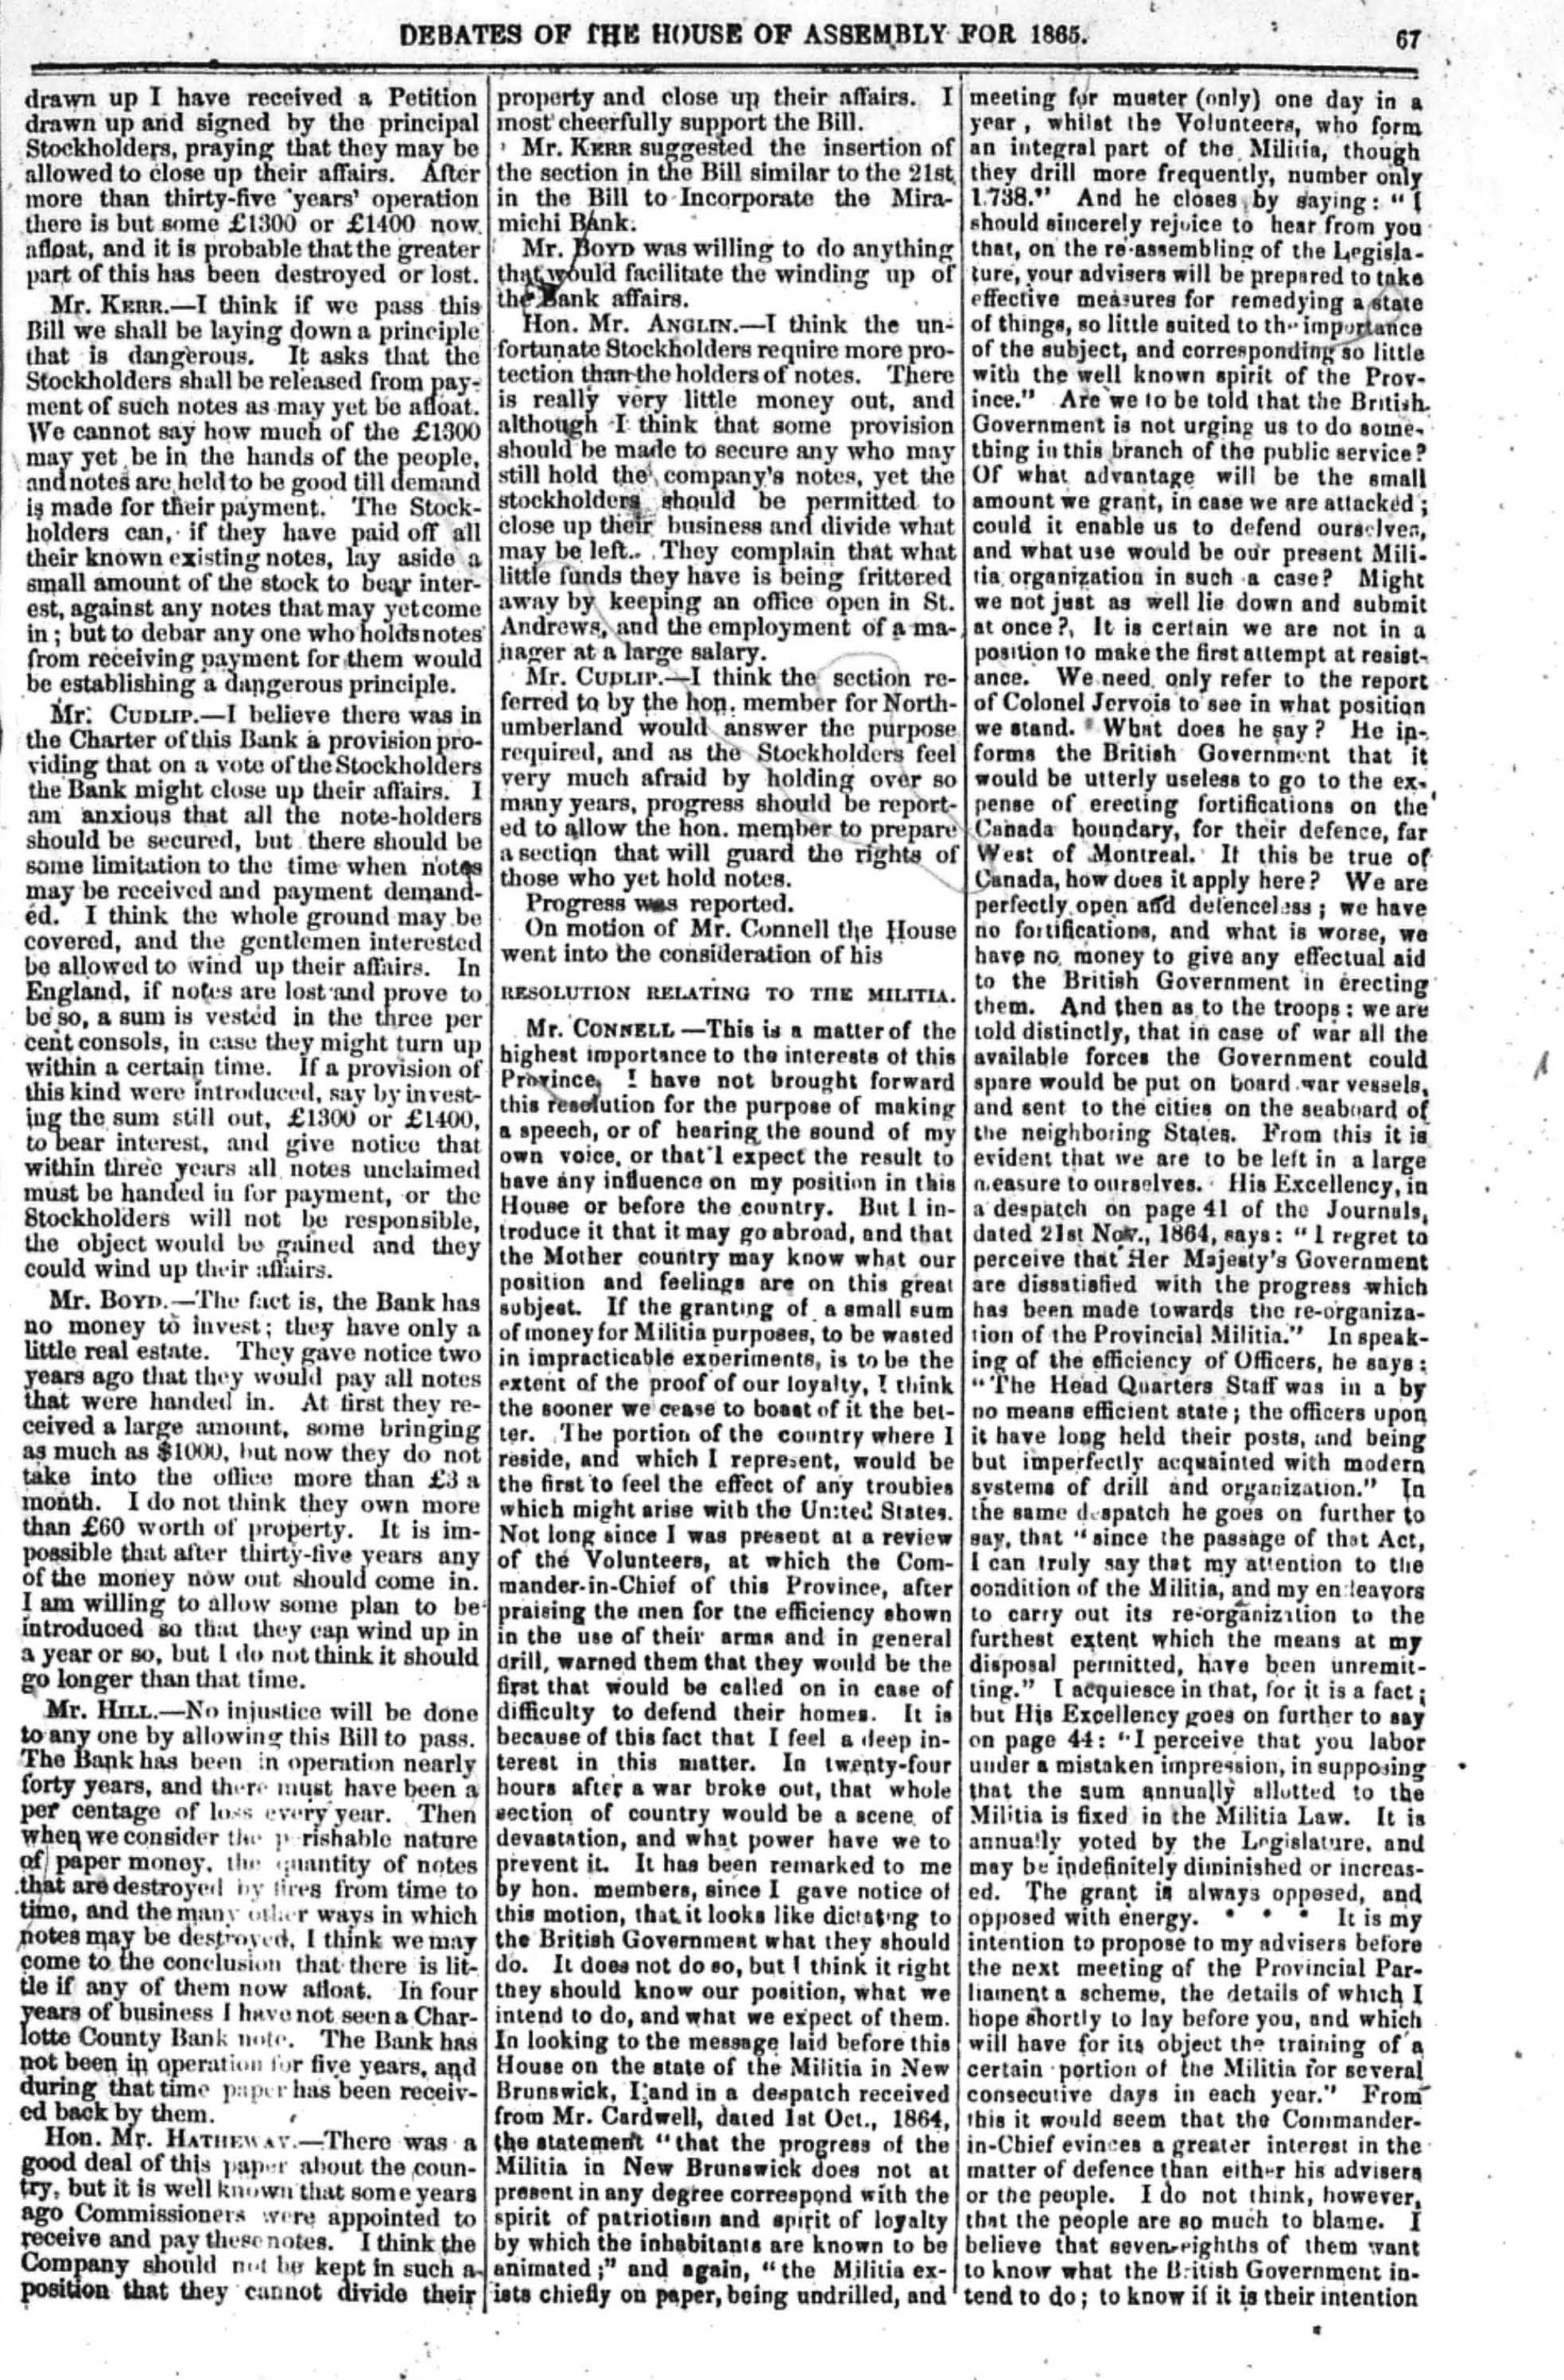 DEBATES OF THE HOUSE OF ASSEMBLY FOR 1865.
67
drawn up I have received a Petition
drawn up and signed by the principal
Stockholders, praying that they may be
allowed to close up their affairs. After
more than thirty-five years' operation
there is but some £1300 or £1400 now
afloat, and it is probable that the greater
part of this has been destroyed or lost.
Mr. KERR.—I think if we pass this
Bill we shall be laying down a principle
that is dangerous. It asks that the
Stockholders shall be released from pay-
ment of such notes as may yet be afloat.
We cannot say how much of the £1300
may yet be in the hands of the people,
and notes are held to be good till demand
is made for their payment. The Stock-
holders can, if they have paid off all
their known existing notes, lay aside a
small amount of the stock to bear inter-
est, against any notes that may yet come
in; but to debar any one who holds notes
from receiving payment for them would
be establishing a dangerous principle.
Mr. CUDLIP.—I believe there was in
the Charter of this Bank a provision pro-
viding that on a vote of the Stockholders
the Bank might close up their affairs. I
am anxious that all the note-holders
should be secured, but there should be
some limitation to the time when notes
may be received and payment demand-
ed. I think the whole ground may be
covered, and the gentlemen interested
be allowed to wind up their affairs. In
England, if notes are lost and prove to
be so, a sum is vested in the three per
cent consols, in case they might turn up
within a certain time. If a provision of
this kind were introduced, say by invest-
ing the sum still out, £1300 or £1400,
to bear interest, and give notice that
within three years all notes unclaimed
must be handed in for payment, or the
Stockholders will not be responsible,
the object would be gained and they
could wind up their affairs.
Mr. BOYD.—The fact is, the Bank has
no money to invest; they have only a
little real estate. They gave notice two
years ago that they would pay all notes
that were handed in. At first they re-
ceived a large amount, some bringing
as much as $1000, but now they do not
take into the office more than £3 a
month. I do not think they own more
than £60 worth of property. It is im-
possible that after thirty-five years any
of the money now out should come in.
I am willing to allow some plan to be
introduced so that they can wind up in
a year or so, but I do not think it should
go longer than that time.
Mr. HILL.—No injustice will be done
to any one by allowing this Bill to pass.
The Bank has been in operation nearly
forty years, and there must have been a
per centage of loss every year. Then
when we consider the perishable nature
of paper money, the quantity of notes
that are destroyed by fires from time to
time, and the many other ways in which
notes may be destroyed, I think we may
come to the conclusion that there is lit-
tle if any of them now afloat. In four
years of business I have not seen a Char-
lotte County Bank note. The Bank has
not been in operation for five years, and
during that time paper has been receiv-
ed back by them.
Hon. Mr. HATHEWAY.—There was a
good deal of this paper about the coun-
try, but it is well known that some years
ago Commissioners were appointed to
receive and pay these notes. I think the
Company should not be kept in such a
position that they cannot divide their
property and close up their affairs. I
most cheerfully support the Bill.
Mr. KERR suggested the insertion of
the section in the Bill similar to the 21st
in the Bill to Incorporate the Mira-
michi Bank.
Mr. BOYD was willing to do anything
that would facilitate the winding up of
the Bank affairs.
Hon. Mr. ANGLIN.—I think the un-
fortunate Stockholders require more pro-
tection than the holders of notes. There
is really very little money out, and
although I think that some provision
should be made to secure any who may
still hold the company's notes, yet the
stockholders should be permitted to
close up their business and divide what
may be left. They complain that what
little funds they have is being frittered
away by keeping an office open in St.
Andrews, and the employment of a ma-
nager at a large salary.
Mr. CUDLIP.—I think the section re-
ferred to by the hon. member for North-
umberland would answer the purpose
required, and as the Stockholders feel
very much afraid by holding over so
many years, progress should be report-
ed to allow the hon. member to prepare
a section that will guard the rights of
those who yet hold notes.
Progress was reported.
On motion of Mr. Connell the House
went into the consideration of his
RESOLUTION RELATING TO THE MILITIA.
Mr. CONNELL—This is a matter of the
highest importance to the interests of this
Province. I have not brought forward
this resolution for the purpose of making
a speech, or of hearing the sound of my
own voice, or that I expect the result to
have any influence on my position in this
House or before the country. But I in-
troduce it that it may go abroad, and that
the Mother country may know what our
position and feelings are on this great
subject. If the granting of a small sum
of money for Militia purposes, to be wasted
in impracticable experiments, is to be the
extent of the proof of our loyalty, I think
the sooner we cease to boast of it the bet-
ter. The portion of the country where I
reside, and which I represent, would be
the first to feel the effect of any troubles
which might arise with the United States.
Not long since I was present at a review
of the Volunteers, at which the Com-
mander-in-Chief of this Province, after
praising the men for the efficiency shown
in the use of their arms and in general
drill, warned them that they would be the
first that would be called on in case of
difficulty to defend their homes. It is
because of this fact that I feel a deep in-
terest in this matter. In twenty-four
hours after a war broke out, that whole
section of country would be a scene of
devastation, and what power have we to
prevent it. It has been remarked to me
by hon. members, since I gave notice of
this motion, that it looks like dictating to
the British Government what they should
do. It does not do so, but I think it right
they should know our position, what we
intend to do, and what we expect of them.
In looking to the message laid before this
House on the state of the Militia in New
Brunswick, I find in a despatch received
from Mr. Cardwell, dated 1st Oct., 1864,
the statement "that the progress of the
Militia in New Brunswick does not at
present in any degree correspond with the
spirit of patriotism and spirit of loyalty
by which the inhabitants are known to be
animated;" and again, "the Militia ex-
ists chiefly on paper, being undrilled, and
meeting for muster (only) one day in a
year, whilst the Volunteers, who form
an integral part of the Militia, though
they drill more frequently, number only
1.738." And he closes by saying: "I
should sincerely rejoice to hear from you
that, on the re-assembling of the Legisla-
ture, your advisers will be prepared to take
effective measures for remedying a state
of things, so little suited to the importance
of the subject, and corresponding so little
with the well known spirit of the Prov-
ince." Are we to be told that the British
Government is not urging us to do some-
thing in this branch of the public service?
Of what advantage will be the small
amount we grant, in case we are attacked;
could it enable us to defend ourselves,
and what use would be our present Mili-
tia organization in such a case? Might
we not just as well lie down and submit
at once? It is certain we are not in a
position to make the first attempt at resist-
ance. We need only refer to the report
of Colonel Jervois to see in what position
we stand. What does he say? He in-
forms the British Government that it
would be utterly useless to go to the ex-
pense of erecting fortifications on the
Canada boundary, for their defence, far
West of Montreal. If this be true of
Canada, how does it apply here? We are
perfectly open and defenceless; we have
no fortifications, and what is worse, we
have no money to give any effectual aid
to the British Government in erecting
them. And then as to the troops: we are
told distinctly, that in case of war all the
available forces the Government could
spare would be put on board war vessels,
and sent to the cities on the seaboard of
the neighboring States. From this it is
evident that we are to be left in a large
measure to ourselves. His Excellency, in
a despatch on page 41 of the Journals,
dated 21st Nov., 1864, says: "I regret to
perceive that Her Majesty's Government
are dissatisfied with the progress which
has been made towards the re-organiza-
tion of the Provincial Militia." In speak-
ing of the efficiency of Officers, he says:
"The Head Quarters Staff was in a by
no means efficient state; the officers upon
it have long held their posts, and being
but imperfectly acquainted with modern
systems of drill and organization." In
the same despatch he goes on further to
say, that "since the passage of that Act,
I can truly say that my attention to the
condition of the Militia, and my endeavors
to carry out its re-organization to the
furthest extent which the means at my
disposal permitted, have been unremit-
ting." I acquiesce in that, for it is a fact;
but His Excellency goes on further to say
on page 44: "I perceive that you labor
under a mistaken impression, in supposing
that the sum annually allotted to the
Militia is fixed in the Militia Law. It is
annually voted by the Legislature, and
may be indefinitely diminished or increas-
ed. The grant is always opposed, and
opposed with energy. * * * It is my
intention to propose to my advisers before
the next meeting of the Provincial Par-
liament a scheme, the details of which I
hope shortly to lay before you, and which
will have for its object the training of a
certain portion of the Militia for several
consecutive days in each year." From
this it would seem that the Commander-
in-Chief evinces a greater interest in the
matter of defence than either his advisers
or the people. I do not think, however,
that the people are so much to blame. I
believe that seven-eighths of them want
to know what the British Government in-
tend to do; to know if it is their intention